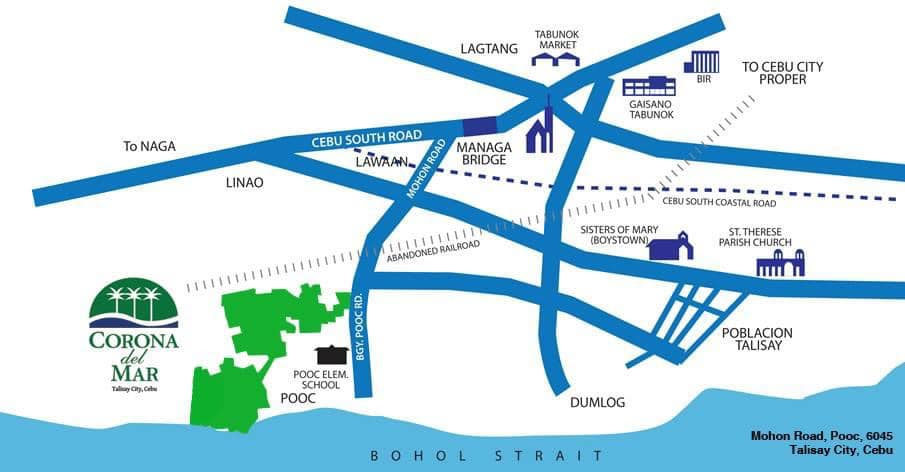 LAGTANG
TABUNOK
MARKET
BIR
TO CEBU CITY
PROPER
GAISANO
TABUNOK
To NAGA
CEBU SOUTH ROAD
MANAGA
BRIDGE
LAWAAN
MOHON ROAD
LINAO
CEBU SOUTH COASTAL ROAD
SISTERS OF MARY
(BOYSTOWN)
ST. THERESE
PARISH CHURCH
ABANDONED RAILROAD
CORONA
del
MAR
Talisay City, Cebu
BGY. POOC RD.
POOC ELEM.
SCHOOL
POOC
POBLACION
TALISAY
DUMLOG
Mohon Road, Pooc, 6045
Talisay City, Cebu
BOHOL STRAIT